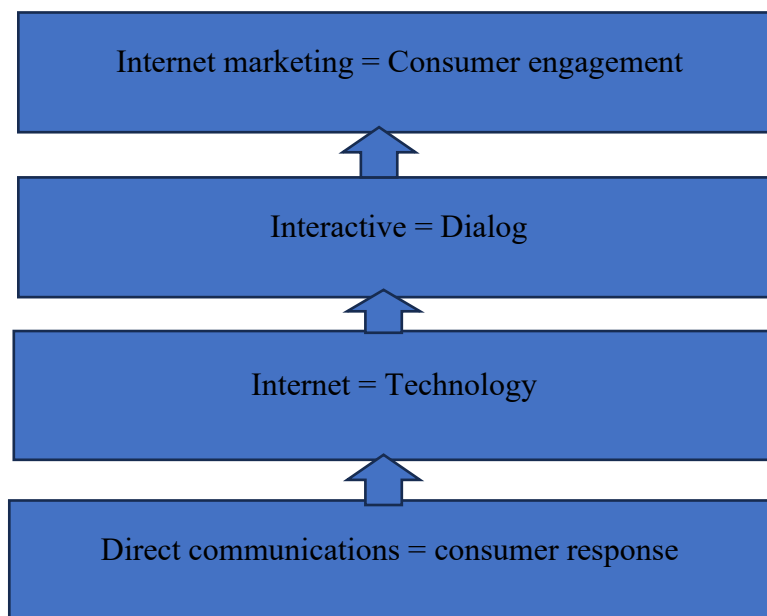 Internet marketing = Consumer engagement
Interactive = Dialog
Internet = Technology
Direct communications = consumer response